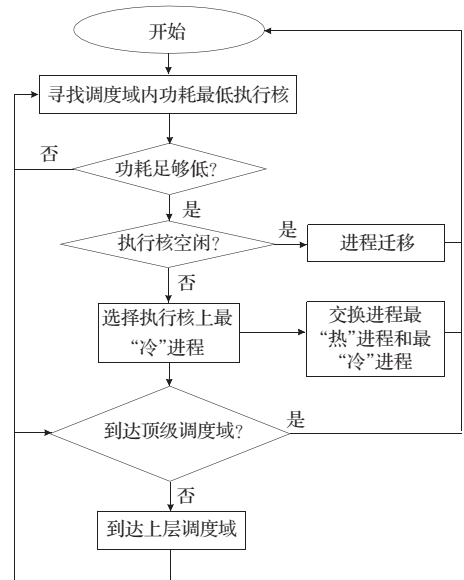 开始
寻找调度域内功耗最低执行核
否
功耗足够低?
是
执行核空闲?
是
进程迁移
否
选择执行核上最
“冷”进程
交换进程最
“热”进程和最
“冷”进程
到达顶级调度域?
是
否
到达上层调度域